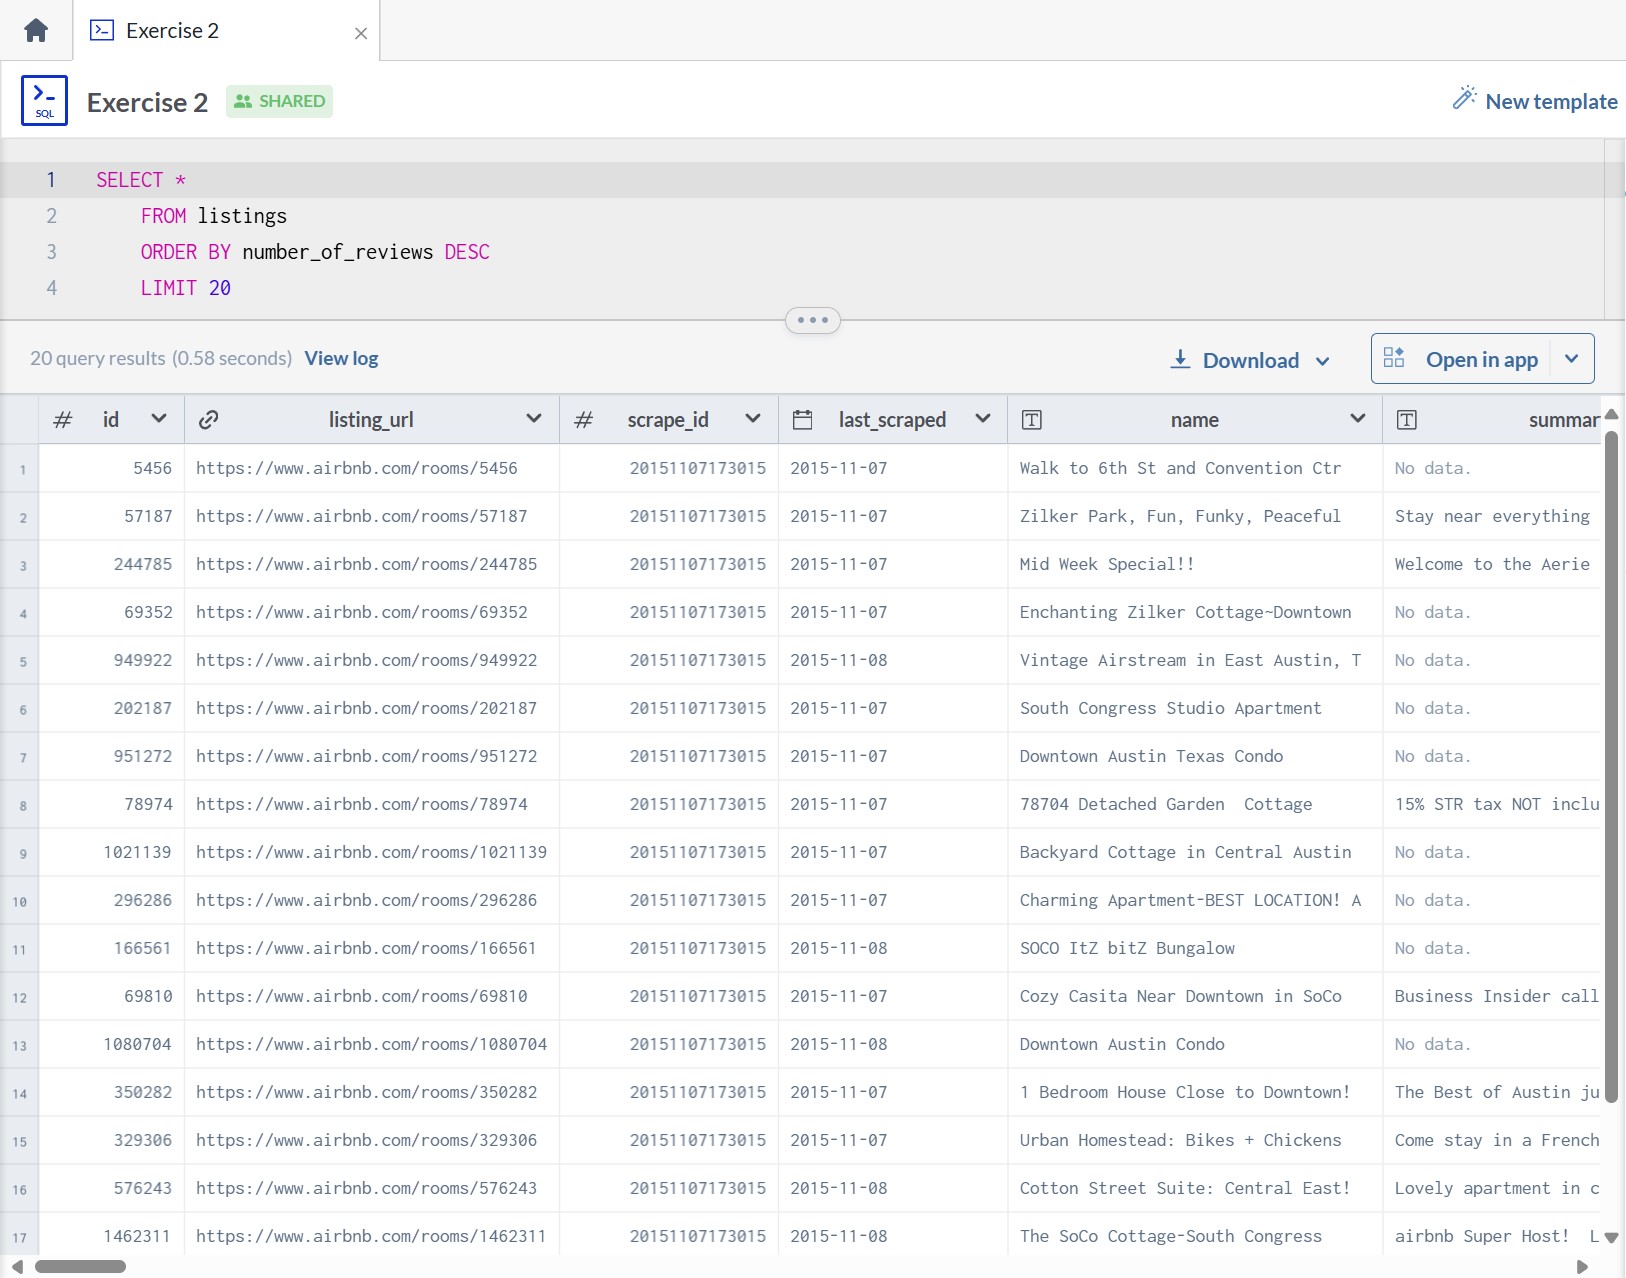 Exercise 2
SQL
Exercise 2
SHARED
New template
1 SELECT *
2 FROM listings
3 ORDER BY number_of_reviews DESC
4 LIMIT 20
20 query results (0.58 seconds) View log
Download
Open in app
id listing_url scrape_id last_scraped name summar
1 5456 https://www.airbnb.com/rooms/5456 20151107173015 2015-11-07 Walk to 6th St and Convention Ctr No data.
2 57187 https://www.airbnb.com/rooms/57187 20151107173015 2015-11-07 Zilker Park, Fun, Funky, Peaceful Stay near everything
3 244785 https://www.airbnb.com/rooms/244785 20151107173015 2015-11-07 Mid Week Special!! Welcome to the Aerie
4 69352 https://www.airbnb.com/rooms/69352 20151107173015 2015-11-07 Enchanting Zilker Cottage~Downtown No data.
5 949922 https://www.airbnb.com/rooms/949922 20151107173015 2015-11-08 Vintage Airstream in East Austin, T No data.
6 202187 https://www.airbnb.com/rooms/202187 20151107173015 2015-11-07 South Congress Studio Apartment No data.
7 951272 https://www.airbnb.com/rooms/951272 20151107173015 2015-11-07 Downtown Austin Texas Condo No data.
8 78974 https://www.airbnb.com/rooms/78974 20151107173015 2015-11-07 78704 Detached Garden  Cottage 15% STR tax NOT inclu
9 1021139 https://www.airbnb.com/rooms/1021139 20151107173015 2015-11-07 Backyard Cottage in Central Austin No data.
10 296286 https://www.airbnb.com/rooms/296286 20151107173015 2015-11-07 Charming Apartment-BEST LOCATION! A No data.
11 166561 https://www.airbnb.com/rooms/166561 20151107173015 2015-11-08 SOCO ItZ bitZ Bungalow No data.
12 69810 https://www.airbnb.com/rooms/69810 20151107173015 2015-11-07 Cozy Casita Near Downtown in SoCo Business Insider call
13 1080704 https://www.airbnb.com/rooms/1080704 20151107173015 2015-11-08 Downtown Austin Condo No data.
14 350282 https://www.airbnb.com/rooms/350282 20151107173015 2015-11-07 1 Bedroom House Close to Downtown! The Best of Austin ju
15 329306 https://www.airbnb.com/rooms/329306 20151107173015 2015-11-07 Urban Homestead: Bikes + Chickens Come stay in a French
16 576243 https://www.airbnb.com/rooms/576243 20151107173015 2015-11-08 Cotton Street Suite: Central East! Lovely apartment in c
17 1462311 https://www.airbnb.com/rooms/1462311 20151107173015 2015-11-08 The SoCo Cottage-South Congress airbnb Super Host!  L